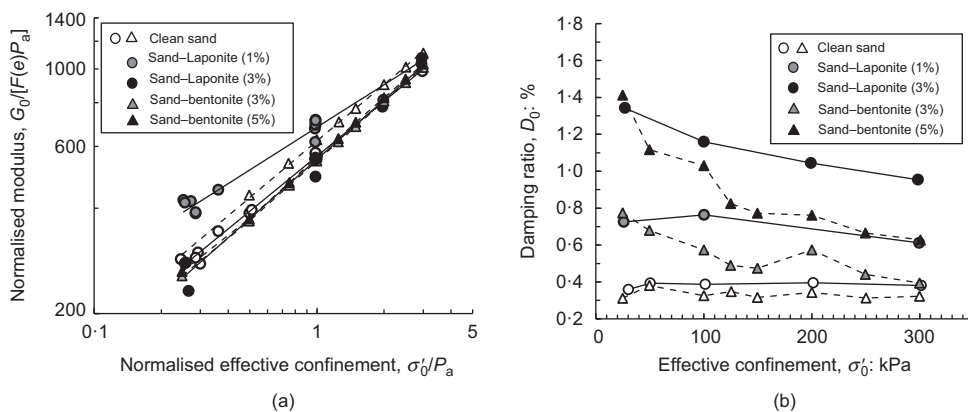 1400
1000
600
200
0·1
1
5
Normalised modulus, G₀/[F(e)Pₐ]
Normalised effective confinement, σ′₀/Pₐ
Clean sand
Sand–Laponite (1%)
Sand–Laponite (3%)
Sand–bentonite (3%)
Sand–bentonite (5%)
(a)
1·8
1·6
1·4
1·2
1·0
0·8
0·6
0·4
0·2
0
100
200
300
Damping ratio, D₀: %
Effective confinement, σ′₀: kPa
Clean sand
Sand–Laponite (1%)
Sand–Laponite (3%)
Sand–bentonite (3%)
Sand–bentonite (5%)
(b)